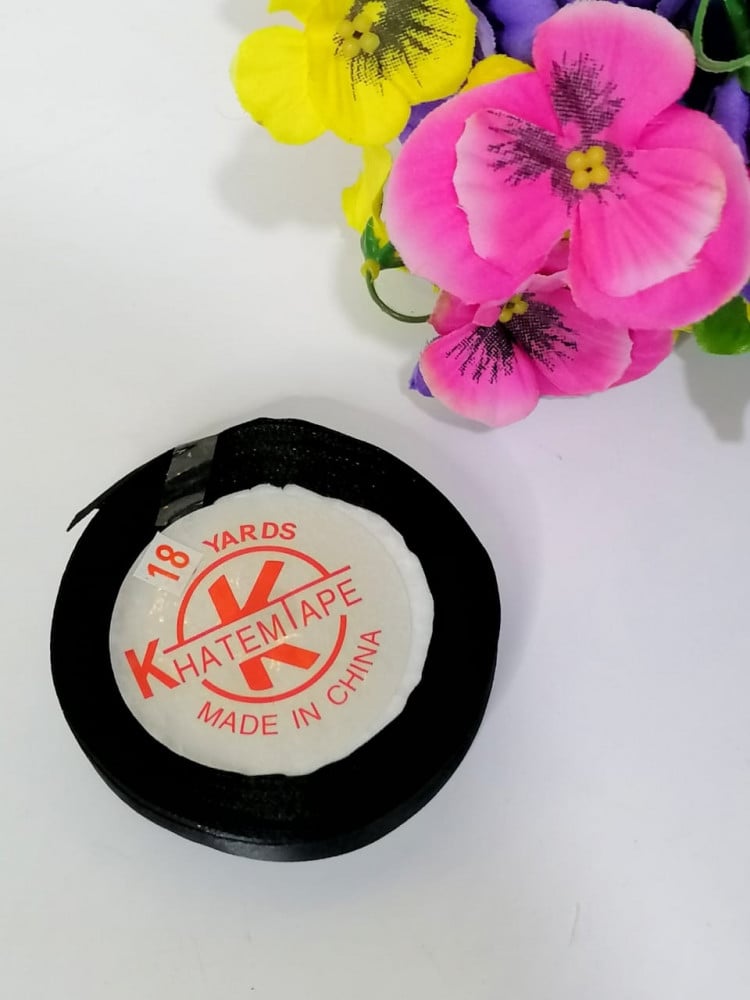 18 YARDS
K
KHATEMTAPE
MADE IN CHINA